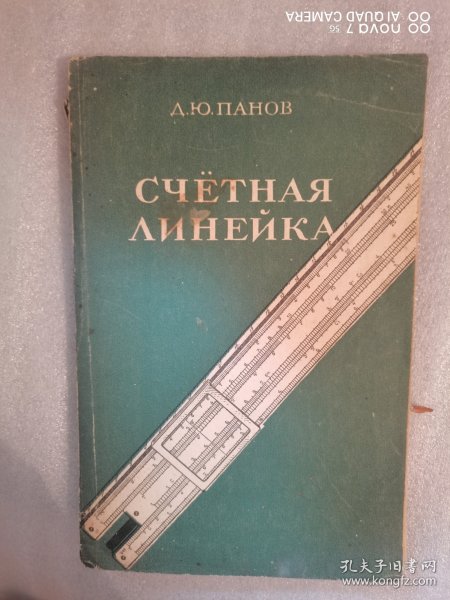 nova 7 5G
AI QUAD CAMERA
Д.Ю.ПАНОВ
СЧЁТНАЯ
ЛИНЕЙКА
孔夫子旧书网
www.kongfz.com